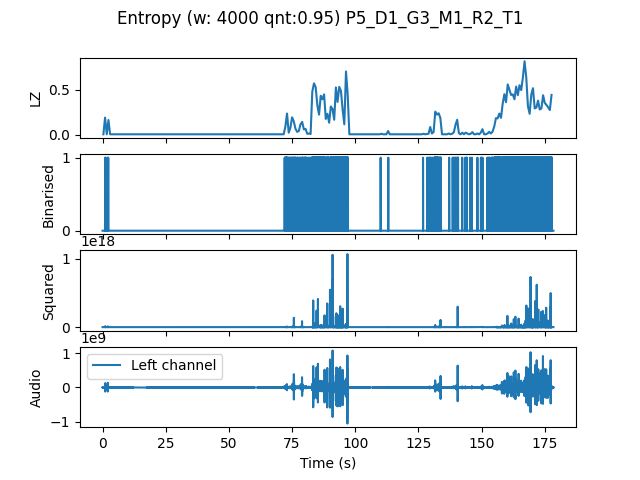 Entropy (w: 4000 qnt:0.95) P5_D1_G3_M1_R2_T1
0.5
0.0
LZ
1
0
Binarised
1e18
1
0
Squared
1e9
1
0
−1
Audio
Left channel
0 25 50 75 100 125 150 175
Time (s)